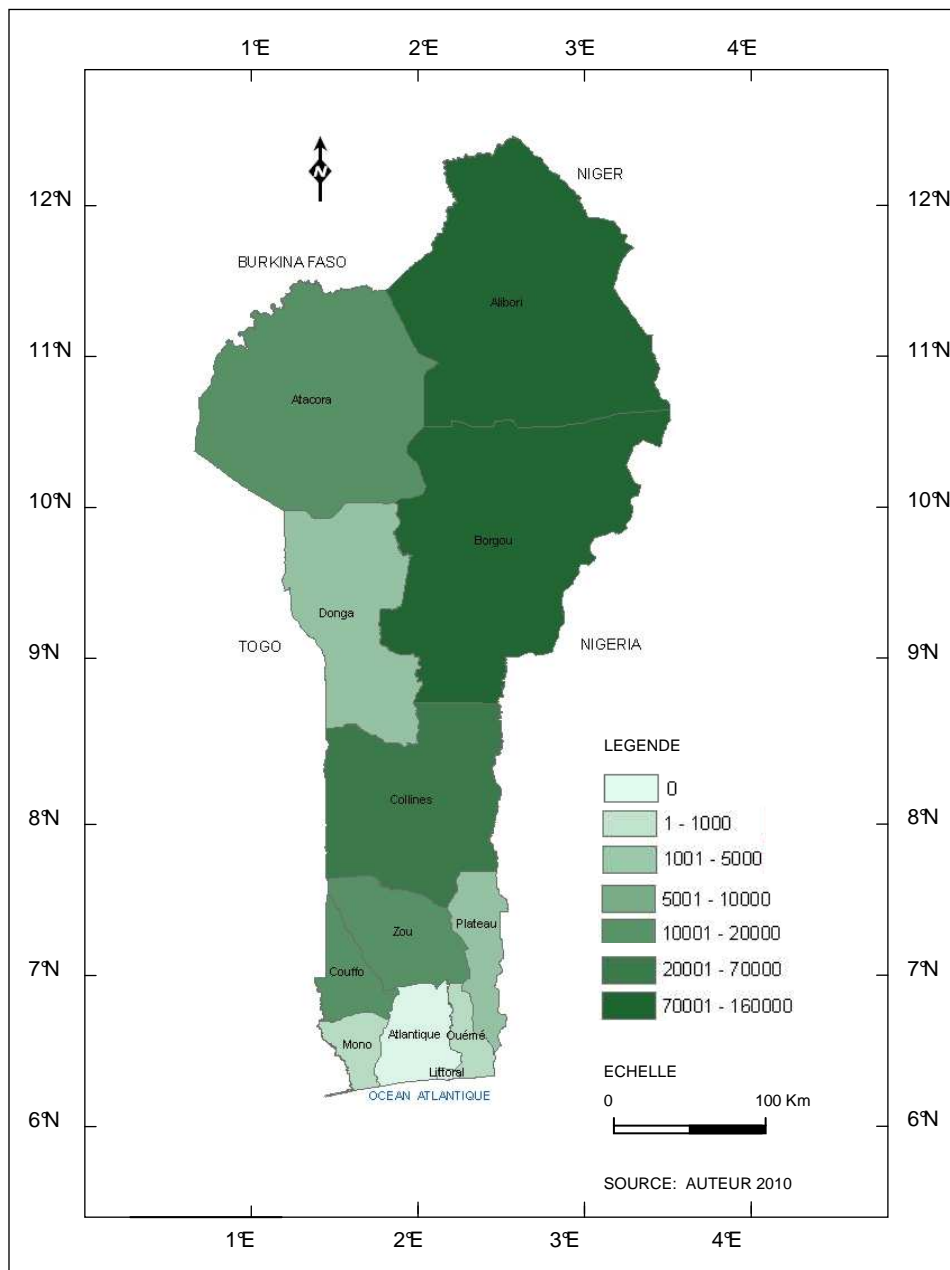 1°E 2°E 3°E 4°E
N
NIGER
12°N 12°N
BURKINA FASO
Alibori
11°N 11°N
Atacora
10°N 10°N
Borgou
Donga
TOGO NIGERIA
9°N 9°N
LEGENDE
0
Collines
8°N 1 - 1000 8°N
1001 - 5000
5001 - 10000
Plateau
Zou 10001 - 20000
Couffo
7°N 20001 - 70000 7°N
70001 - 160000
Atlantique Ouémé
Mono
Littoral ECHELLE
OCEAN ATLANTIQUE
0 100 Km
6°N 6°N
SOURCE: AUTEUR 2010
1°E 2°E 3°E 4°E